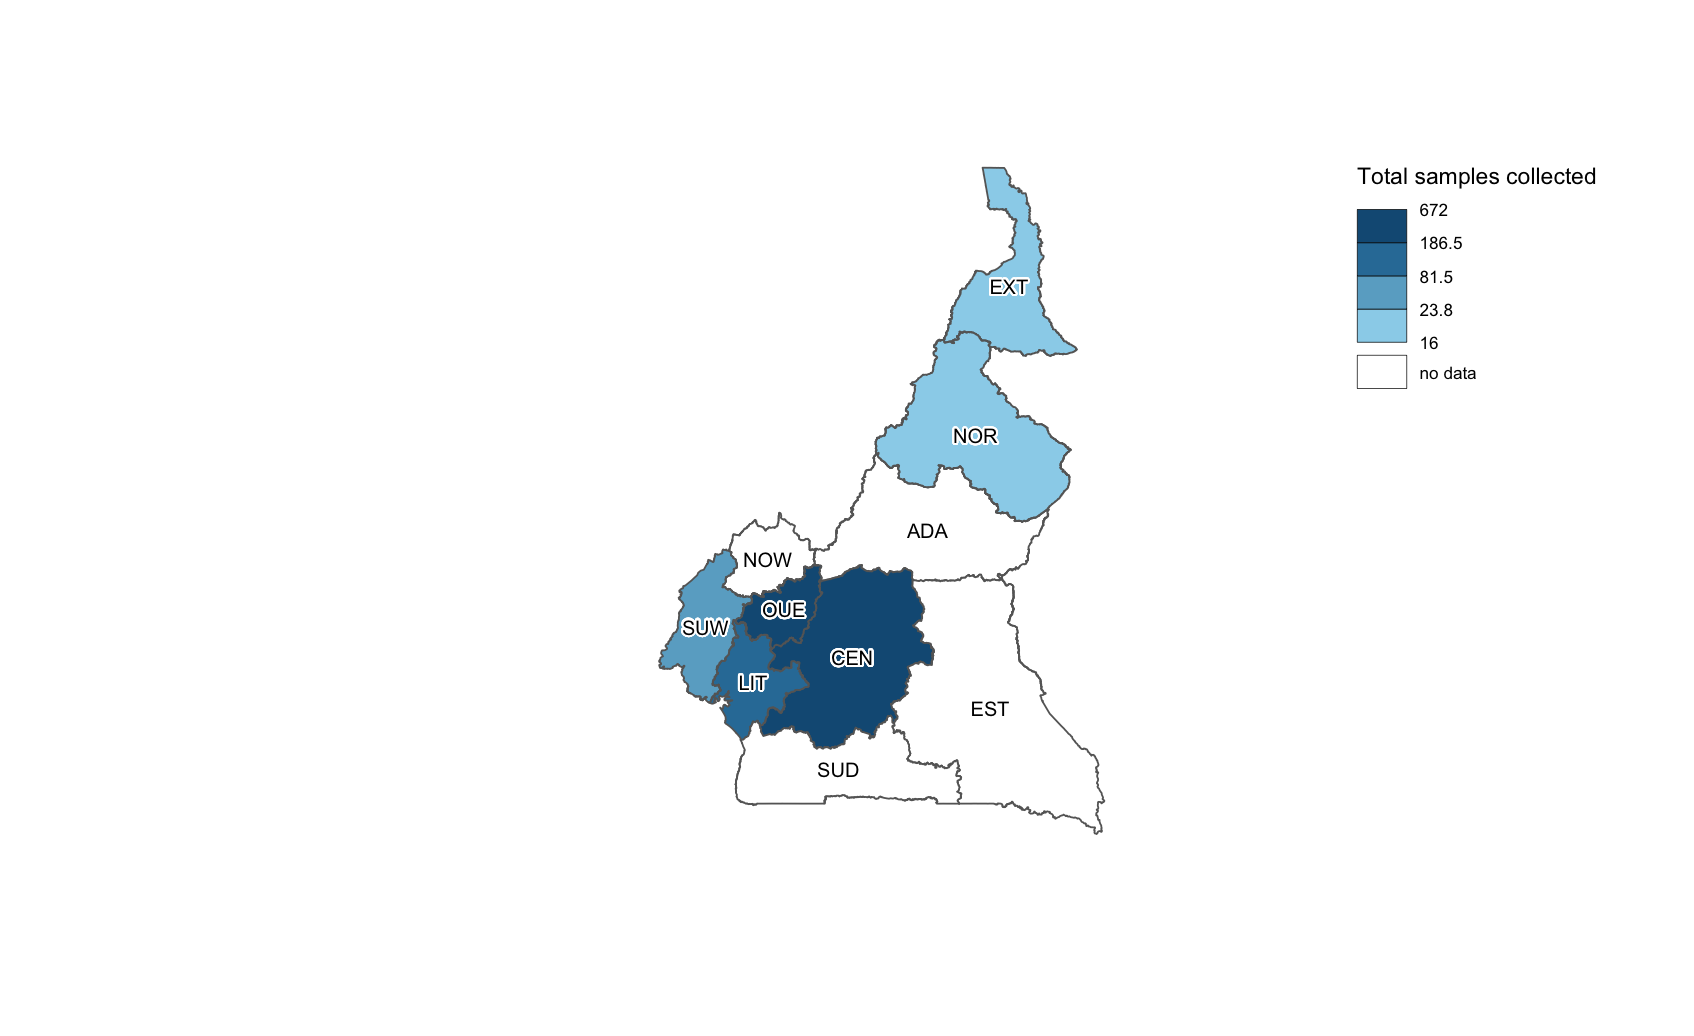 Total samples collected
672
186.5
81.5
23.8
16
no data
EXT
NOR
ADA
NOW
OUE
SUW
CEN
LIT
EST
SUD